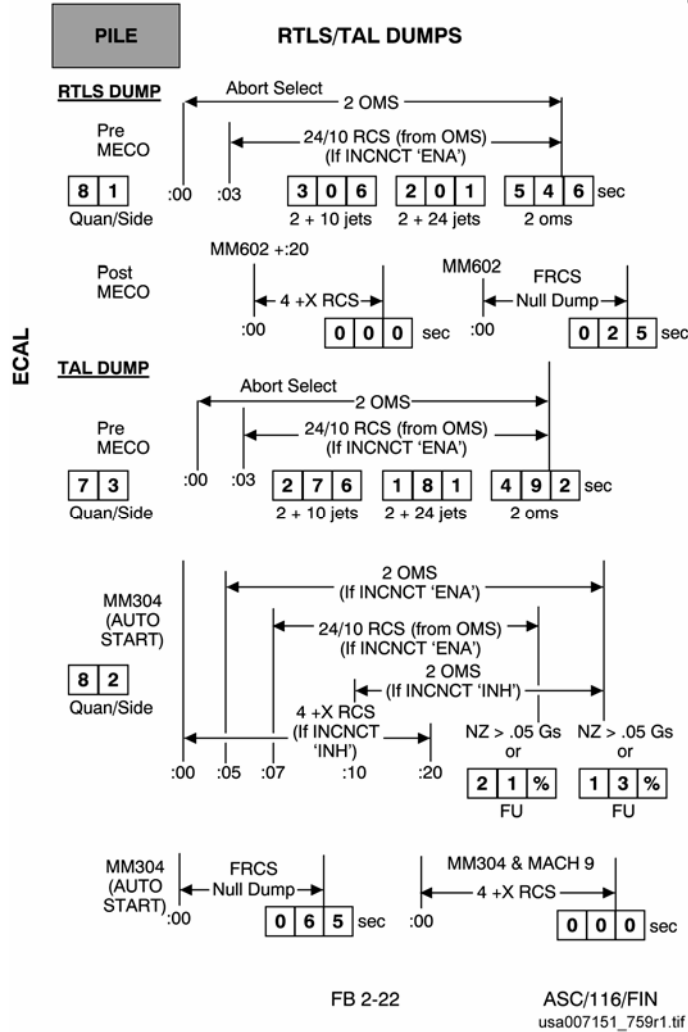 PILE
RTLS/TAL DUMPS
RTLS DUMP
Abort Select
2 OMS
Pre
MECO
24/10 RCS (from OMS)
(If INCNCT 'ENA')
8 1
:00
:03
3 0 6
2 0 1
5 4 6 sec
Quan/Side
2 + 10 jets
2 + 24 jets
2 oms
Post
MECO
MM602 +:20
MM602
FRCS
4 +X RCS
Null Dump
:00
0 0 0 sec
:00
0 2 5 sec
ECAL
TAL DUMP
Abort Select
2 OMS
Pre
MECO
24/10 RCS (from OMS)
(If INCNCT 'ENA')
7 3
:00
:03
2 7 6
1 8 1
4 9 2 sec
Quan/Side
2 + 10 jets
2 + 24 jets
2 oms
MM304
(AUTO
START)
2 OMS
(If INCNCT 'ENA')
24/10 RCS (from OMS)
(If INCNCT 'ENA')
8 2
Quan/Side
2 OMS
(If INCNCT 'INH')
4 +X RCS
(If INCNCT
'INH')
NZ > .05 Gs
or
NZ > .05 Gs
or
:00
:05
:07
:10
:20
2 1 %
1 3 %
FU
FU
MM304
(AUTO
START)
FRCS
Null Dump
MM304 & MACH 9
4 +X RCS
:00
0 6 5 sec
:00
0 0 0 sec
FB 2-22
ASC/116/FIN
usa007151_759r1.tif